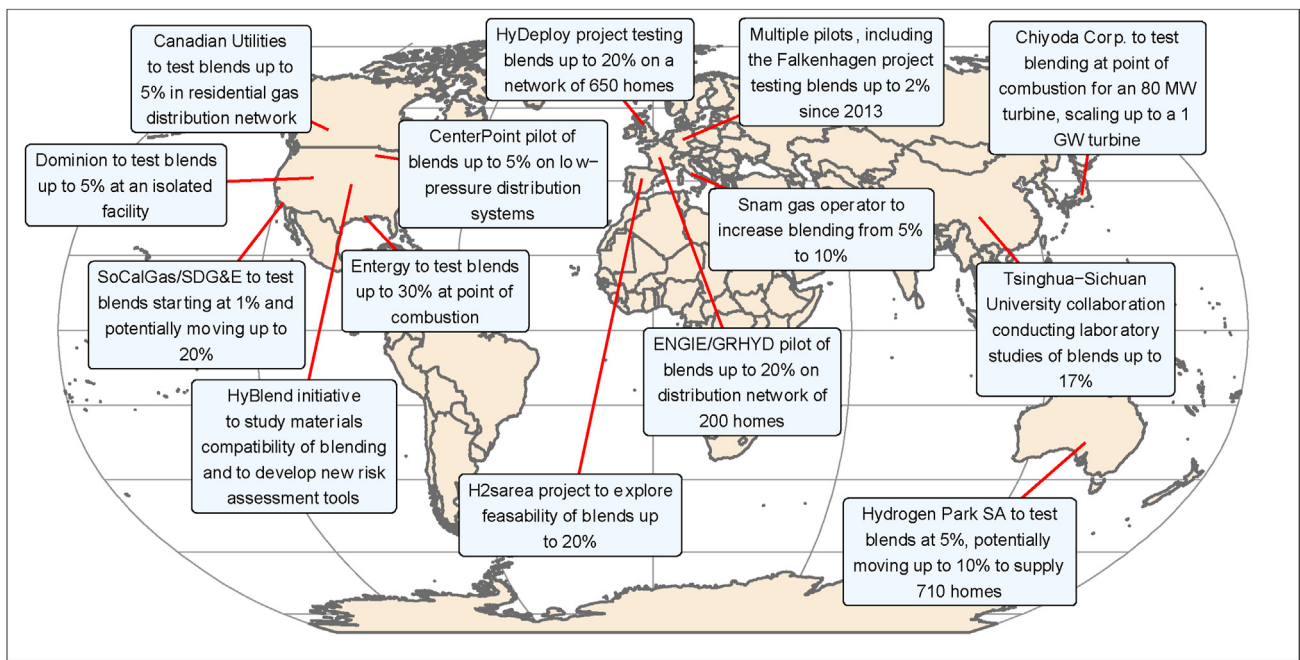 Canadian Utilities
to test blends up to
5% in residential gas
distribution network
HyDeploy project testing
blends up to 20% on a
network of 650 homes
Multiple pilots, including
the Falkenhagen project
testing blends up to 2%
since 2013
Chiyoda Corp. to test
blending at point of
combustion for an 80 MW
turbine, scaling up to a 1
GW turbine
Dominion to test blends
up to 5% at an isolated
facility
CenterPoint pilot of
blends up to 5% on low-
pressure distribution
systems
Snam gas operator to
increase blending from 5%
to 10%
SoCalGas/SDG&E to test
blends starting at 1% and
potentially moving up to
20%
Entergy to test blends
up to 30% at point of
combustion
Tsinghua-Sichuan
University collaboration
conducting laboratory
studies of blends up to
17%
ENGIE/GRHYD pilot of
blends up to 20% on
distribution network of
200 homes
HyBlend initiative
to study materials
compatibility of blending
and to develop new risk
assessment tools
H2sarea project to explore
feasability of blends up
to 20%
Hydrogen Park SA to test
blends at 5%, potentially
moving up to 10% to supply
710 homes